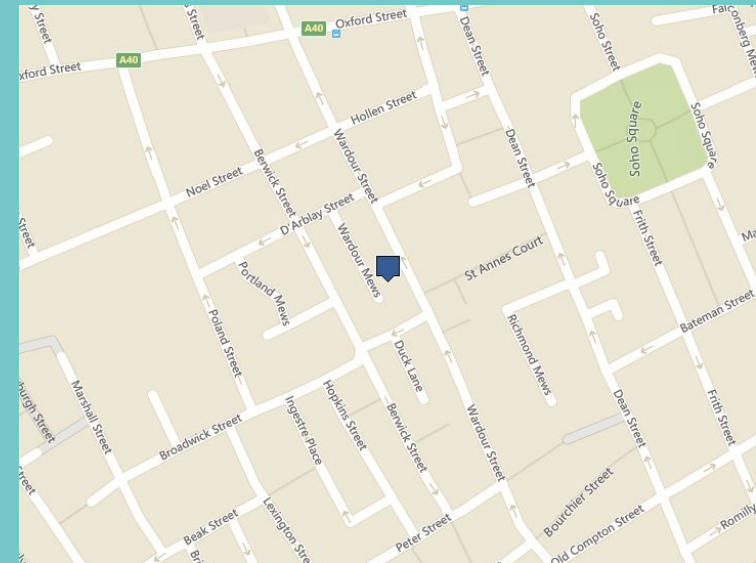 Oxford Street
A40
Oxford Street
A40
Dean Street
Soho Street
Hollen Street
Wardour Street
Berwick Street
Noel Street
D'Arblay Street
Dean Street
Soho Square
Soho Square
Soho Square
Frith Street
Wardour Mews
Portland Mews
St Annes Court
Poland Street
Richmond Mews
Bateman Street
Duck Lane
Marshall Street
burgh Street
Broadwick Street
Ingestre Place
Hopkins Street
Berwick Street
Wardour Street
Dean Street
Frith Street
Beak Street
Lexington Stre
Peter Street
Bourchier Street
Old Compton Street
Romilly